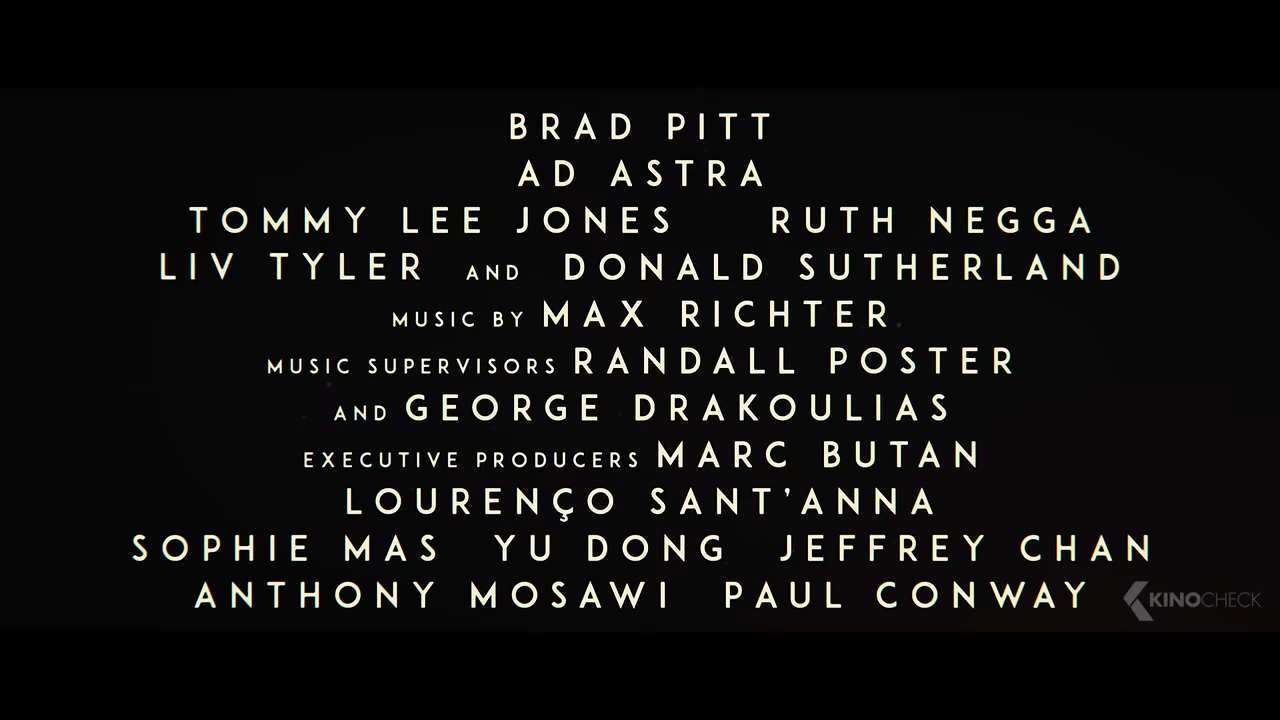 BRAD PITT
AD ASTRA
TOMMY LEE JONES RUTH NEGGA
LIV TYLER AND DONALD SUTHERLAND
MUSIC BY MAX RICHTER
MUSIC SUPERVISORS RANDALL POSTER
AND GEORGE DRAKOULIAS
EXECUTIVE PRODUCERS MARC BUTAN
LOURENÇO SANT'ANNA
SOPHIE MAS YU DONG JEFFREY CHAN
ANTHONY MOSAWI PAUL CONWAY
KINOCHECK